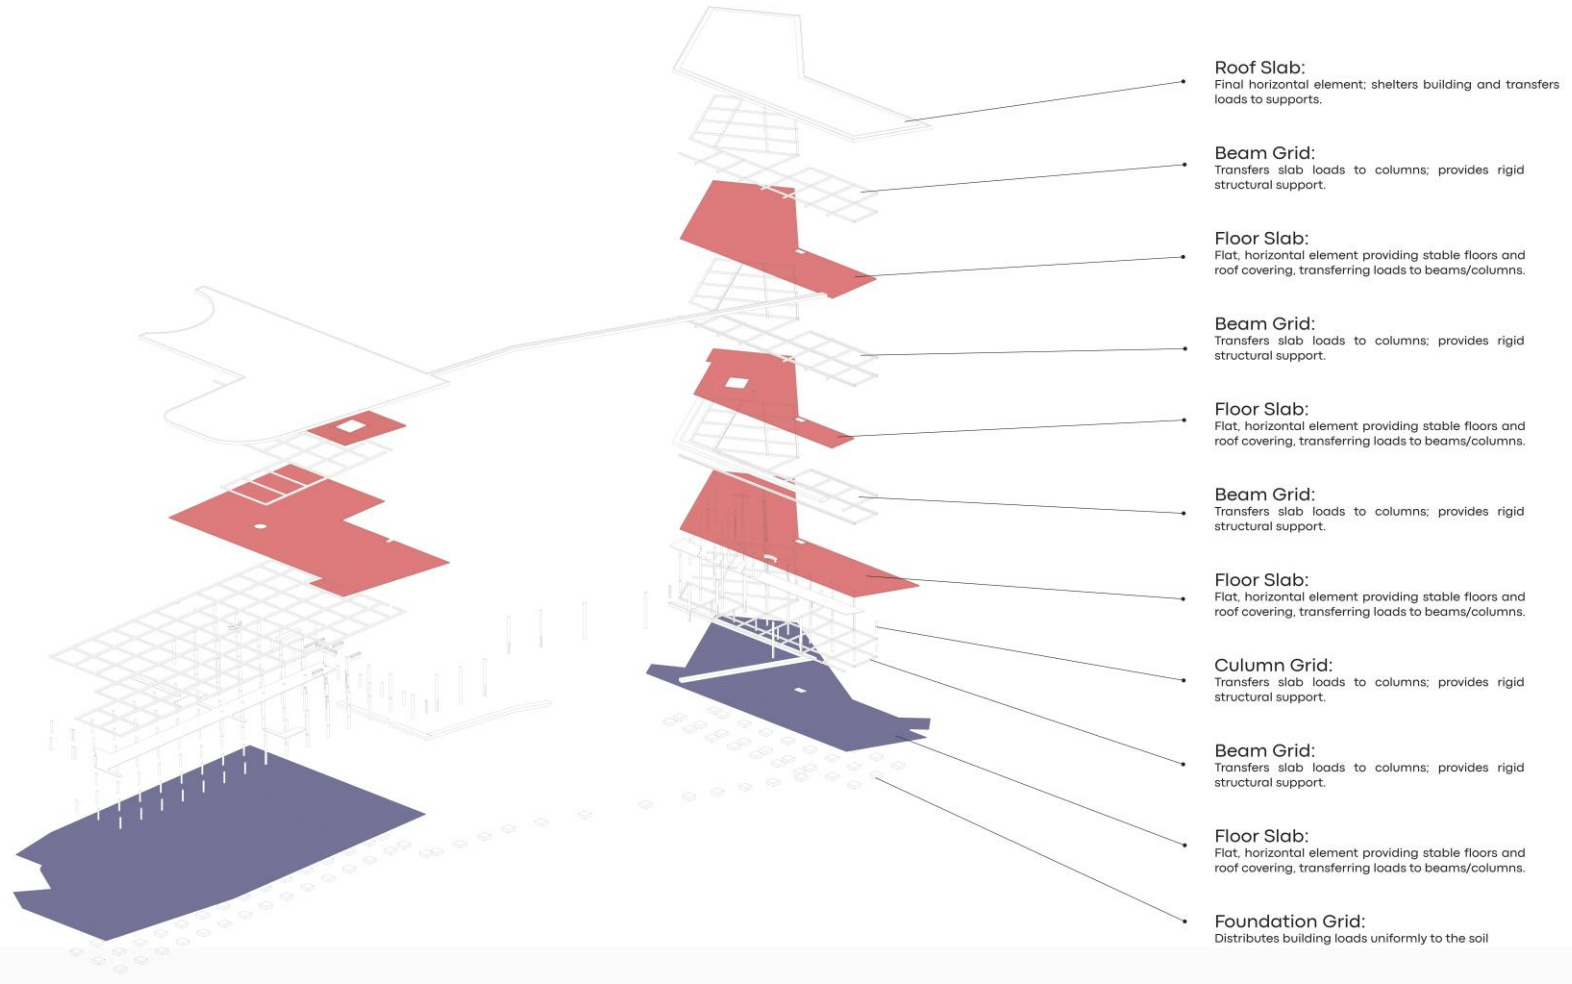 Roof Slab:
Final horizontal element; shelters building and transfers
loads to supports.
Beam Grid:
Transfers slab loads to columns; provides rigid
structural support.
Floor Slab:
Flat, horizontal element providing stable floors and
roof covering, transferring loads to beams/columns.
Beam Grid:
Transfers slab loads to columns; provides rigid
structural support.
Floor Slab:
Flat, horizontal element providing stable floors and
roof covering, transferring loads to beams/columns.
Beam Grid:
Transfers slab loads to columns; provides rigid
structural support.
Floor Slab:
Flat, horizontal element providing stable floors and
roof covering, transferring loads to beams/columns.
Culumn Grid:
Transfers slab loads to columns; provides rigid
structural support.
Beam Grid:
Transfers slab loads to columns; provides rigid
structural support.
Floor Slab:
Flat, horizontal element providing stable floors and
roof covering, transferring loads to beams/columns.
Foundation Grid:
Distributes building loads uniformly to the soil